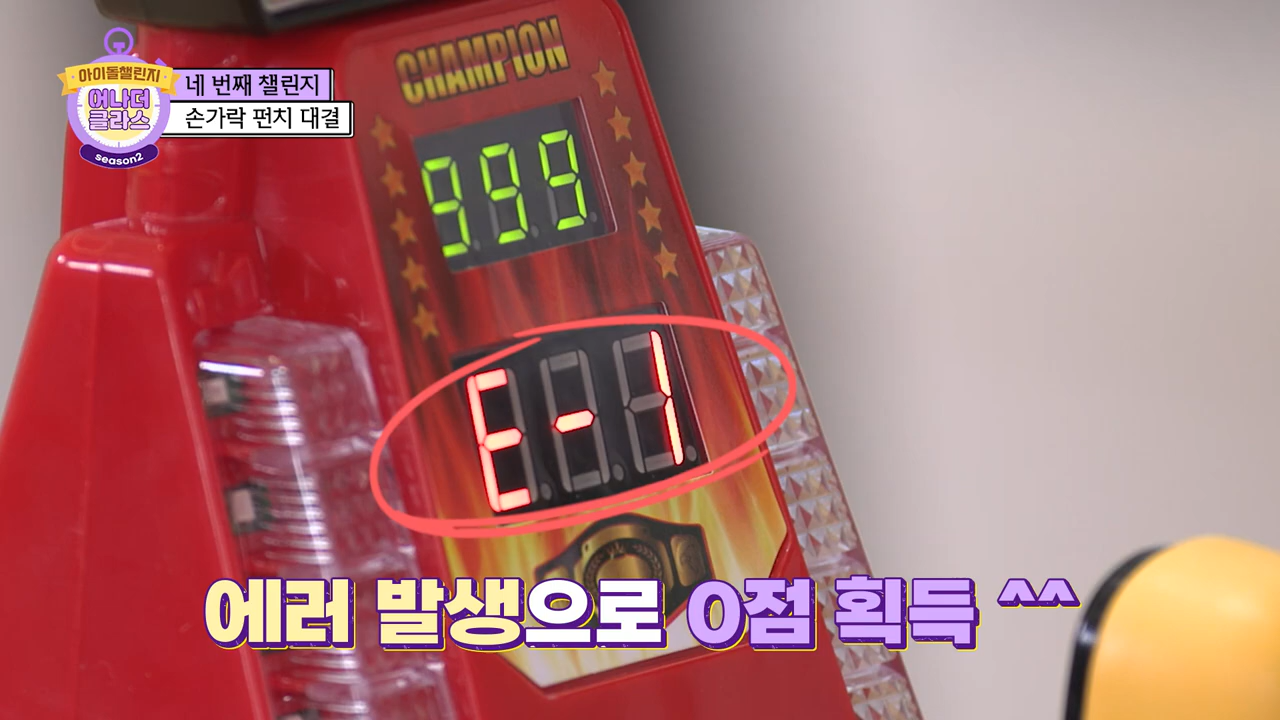 아이돌챌린지
어나더
클라스
season2
네 번째 챌린지
손가락 펀치 대결
CHAMPION
999
E-1
에러 발생으로 0점 획득 ^^